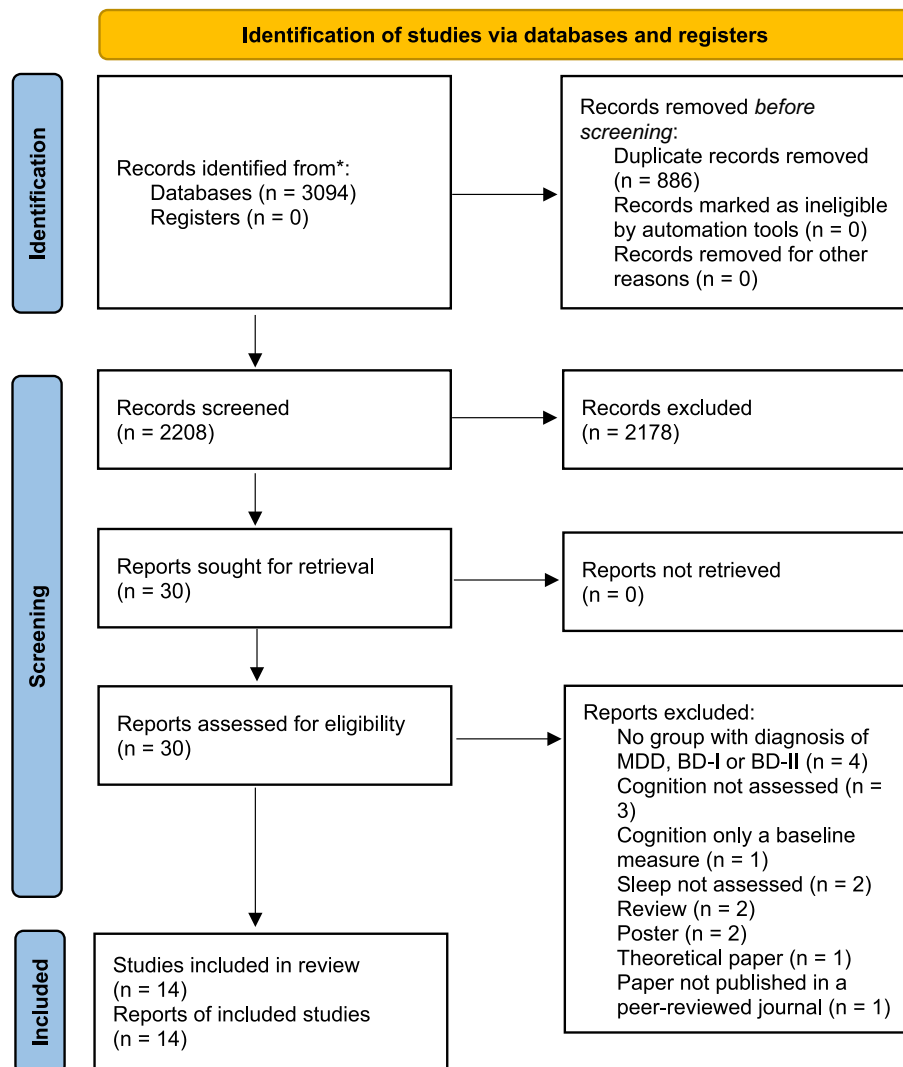 Identification of studies via databases and registers
Identification
Records identified from*:
Databases (n = 3094)
Registers (n = 0)
Records removed before
screening:
Duplicate records removed
(n = 886)
Records marked as ineligible
by automation tools (n = 0)
Records removed for other
reasons (n = 0)
Screening
Records screened
(n = 2208)
Records excluded
(n = 2178)
Reports sought for retrieval
(n = 30)
Reports not retrieved
(n = 0)
Reports assessed for eligibility
(n = 30)
Reports excluded:
No group with diagnosis of
MDD, BD-I or BD-II (n = 4)
Cognition not assessed (n =
3)
Cognition only a baseline
measure (n = 1)
Sleep not assessed (n = 2)
Review (n = 2)
Poster (n = 2)
Theoretical paper (n = 1)
Paper not published in a
peer-reviewed journal (n = 1)
Included
Studies included in review
(n = 14)
Reports of included studies
(n = 14)